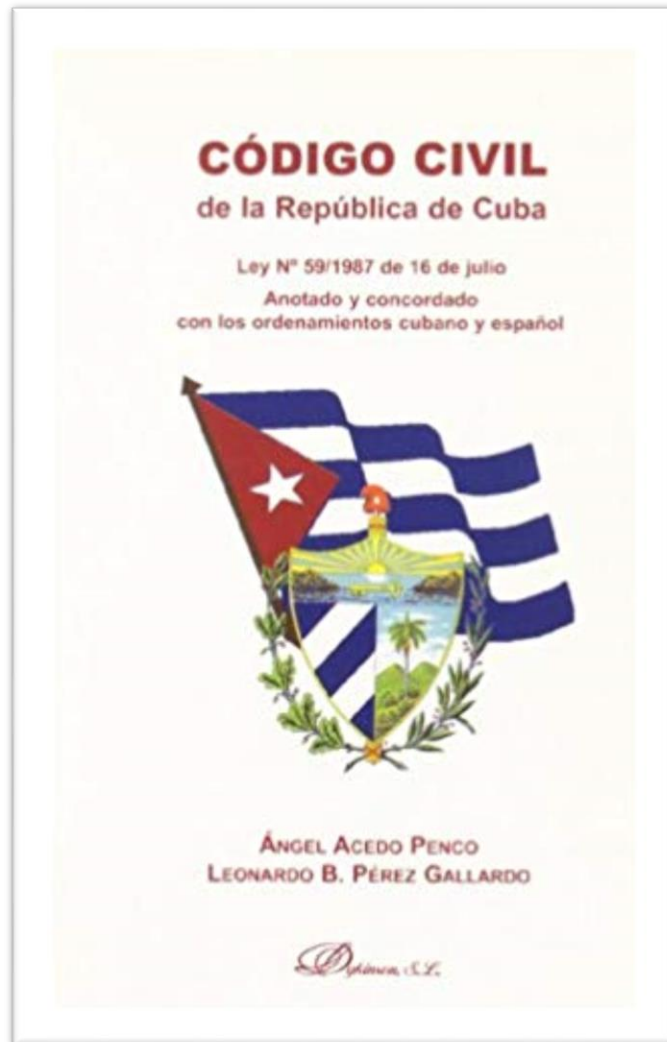 CÓDIGO CIVIL
de la República de Cuba
Ley Nº 59/1987 de 16 de julio
Anotado y concordado
con los ordenamientos cubano y español
ÁNGEL ACEDO PENCO
LEONARDO B. PÉREZ GALLARDO
Dykinson, S.L.